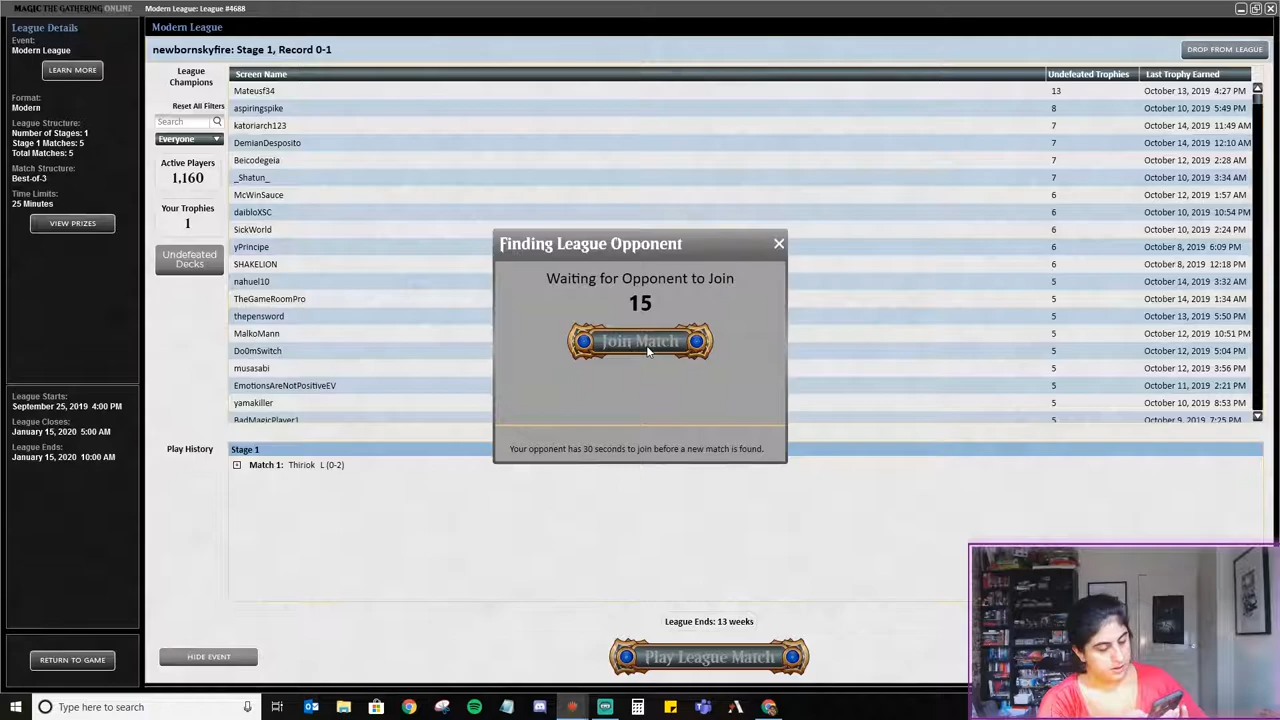 MAGIC THE GATHERING ONLINE
Modern League: League #4688
League Details
Event:
Modern League
LEARN MORE
Format:
Modern
League Structure:
Number of Stages: 1
Stage 1 Matches: 5
Total Matches: 5
Match Structure:
Best-of-3
Time Limits:
25 Minutes
VIEW PRIZES
League Starts:
September 25, 2019 4:00 PM
League Closes:
January 15, 2020 5:00 AM
League Ends:
January 15, 2020 10:00 AM
RETURN TO GAME
Modern League
newbornskyfire: Stage 1, Record 0-1
DROP FROM LEAGUE
League
Champions
Reset All Filters
Search
Everyone
Active Players
1,160
Your Trophies
1
Undefeated
Decks
Screen Name Undefeated Trophies Last Trophy Earned
Mateusf34 13 October 13, 2019 4:27 PM
aspiringspike 8 October 10, 2019 5:49 PM
katoriarch123 7 October 14, 2019 11:49 AM
DemianDesposito 7 October 14, 2019 12:10 AM
Beicodegeia 7 October 12, 2019 2:28 AM
_Shatun_ 7 October 10, 2019 3:34 AM
McWinSauce 6 October 12, 2019 1:57 AM
daibloXSC 6 October 10, 2019 10:54 PM
SickWorld 6 October 9, 2019 12:04 PM
yPrincipe 6 October 8, 2019 6:09 PM
SHAKELION 6 October 8, 2019 12:18 PM
nahuel10 5 October 14, 2019 3:32 AM
TheGameRoomPro 5 October 14, 2019 1:34 AM
thepensword 5 October 13, 2019 5:50 PM
MalkoMann 5 October 12, 2019 10:51 PM
Do0mSwitch 5 October 12, 2019 5:04 PM
musasabi 5 October 12, 2019 3:56 PM
EmotionsAreNotPositiveEV 5 October 11, 2019 2:21 PM
yamakiller 5 October 10, 2019 8:53 PM
BadMagicPlayer1 5 October 9, 2019 7:25 PM
Finding League Opponent
Waiting for Opponent to Join
15
Join Match
Your opponent has 30 seconds to join before a new match is found.
Play History
Stage 1
Match 1: Thiriok L (0-2)
League Ends: 13 weeks
HIDE EVENT
Play League Match
Type here to search